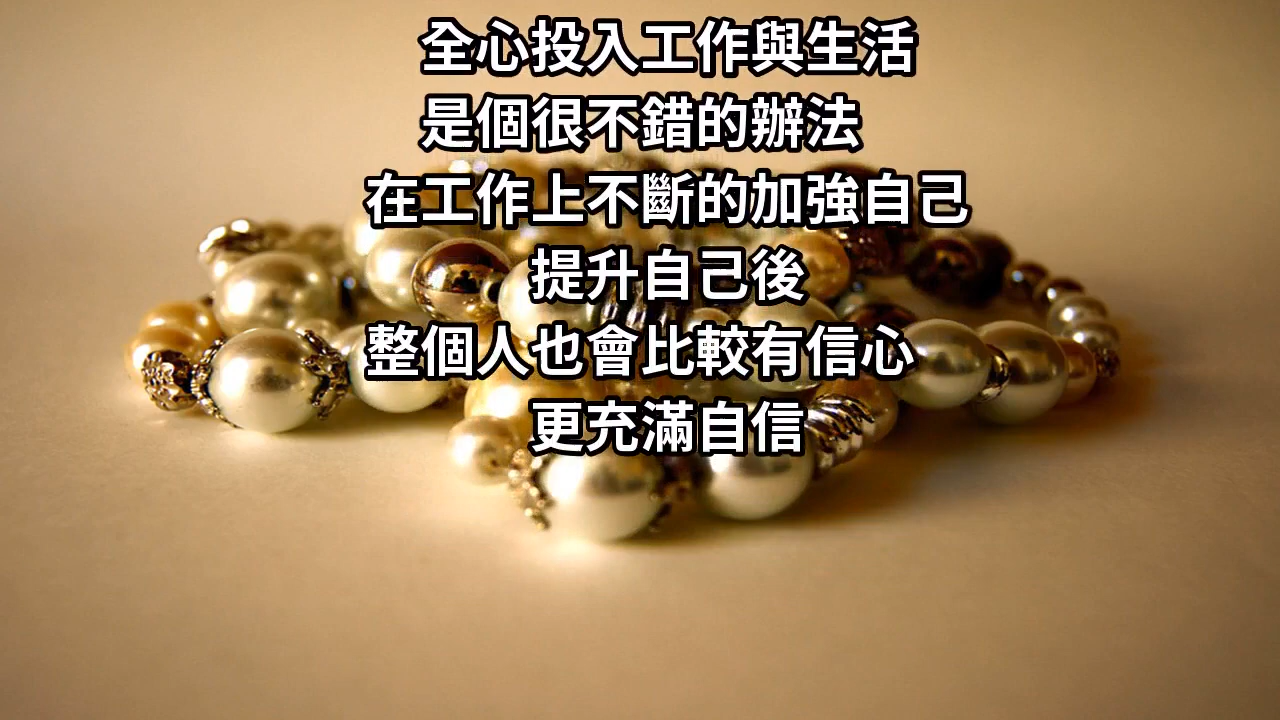 全心投入工作與生活
是個很不錯的辦法
在工作上不斷的加強自己
提升自己後
整個人也會比較有信心
更充滿自信